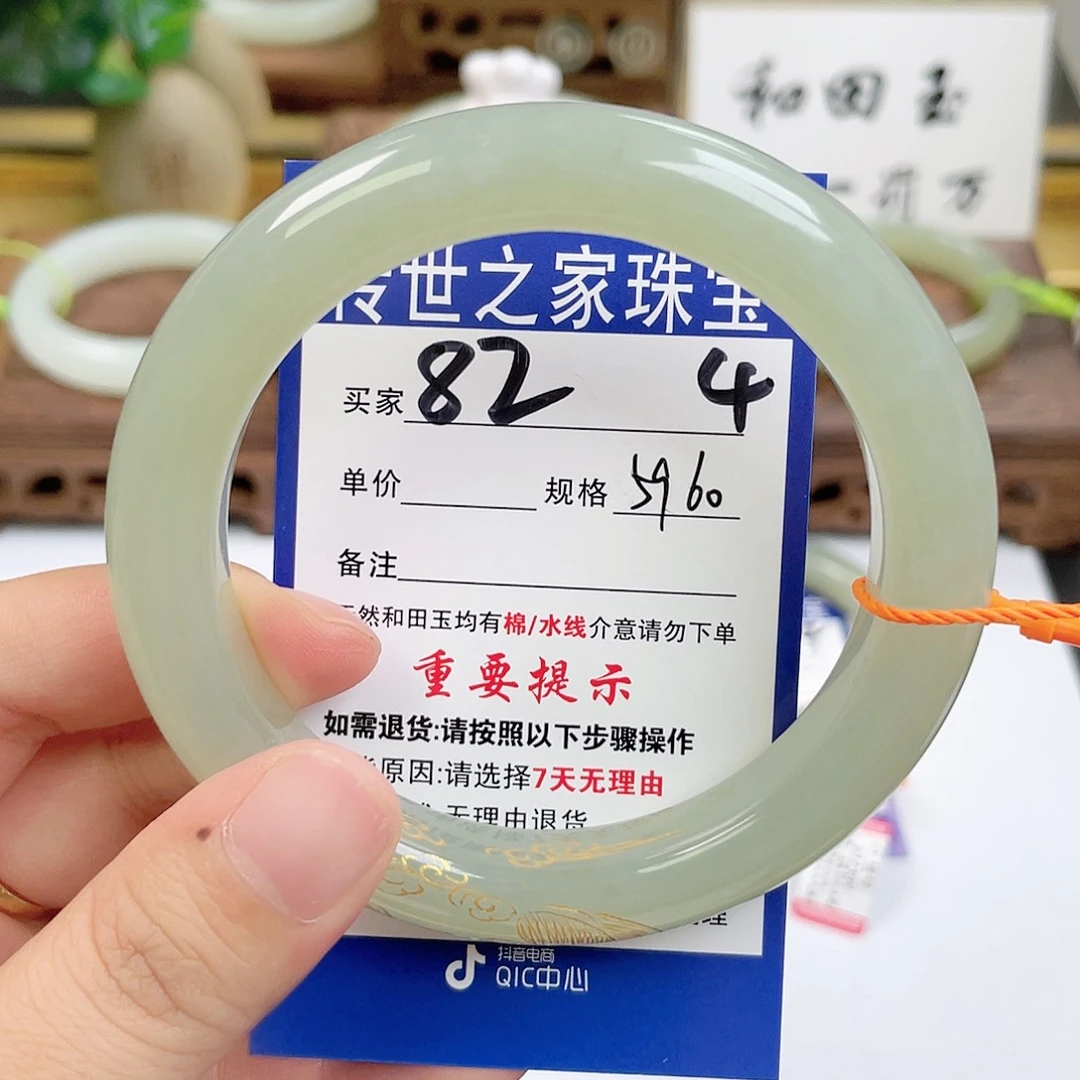 和田玉
万
传世之家珠宝
买家 82 4
单价 规格 59 60
备注
天然和田玉均有棉/水线介意请勿下单
重要提示
如需退货:请按照以下步骤操作
原因:请选择7天无理由
无理由退货
理
抖音电商
QIC中心